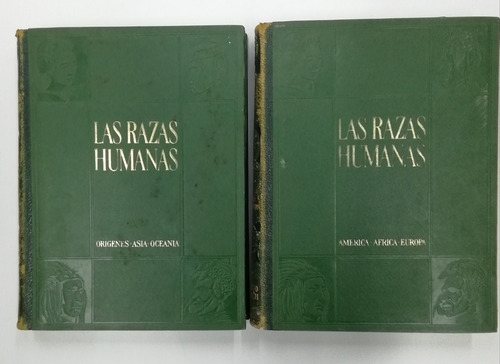 LAS RAZAS
HUMANAS
ORIGENES-ASIA-OCEANIA
LAS RAZAS
HUMANAS
AMERICA-AFRICA-EUROPA